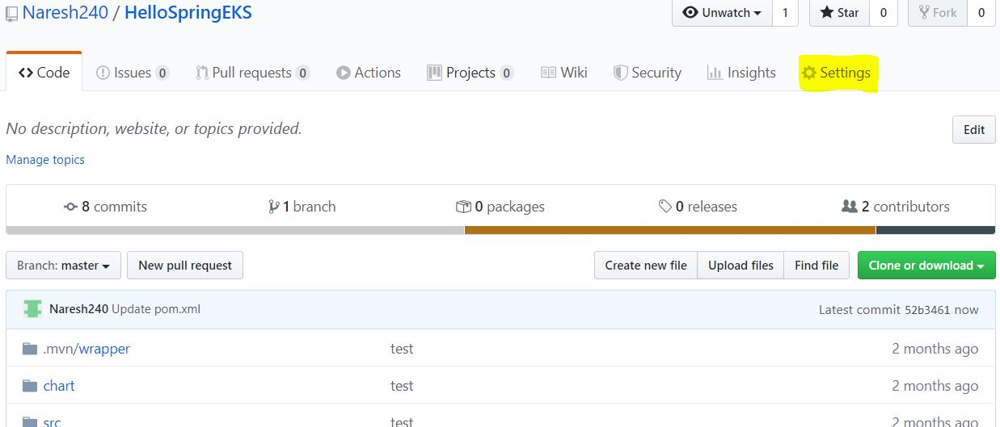 Naresh240 / HelloSpringEKS
Unwatch 1 Star 0 Fork 0
Code Issues 0 Pull requests 0 Actions Projects 0 Wiki Security Insights Settings
No description, website, or topics provided.
Edit
Manage topics
8 commits 1 branch 0 packages 0 releases 2 contributors
Branch: master New pull request Create new file Upload files Find file Clone or download
Naresh240 Update pom.xml Latest commit 52b3461 now
.mvn/wrapper test 2 months ago
chart test 2 months ago
src test 2 months ago